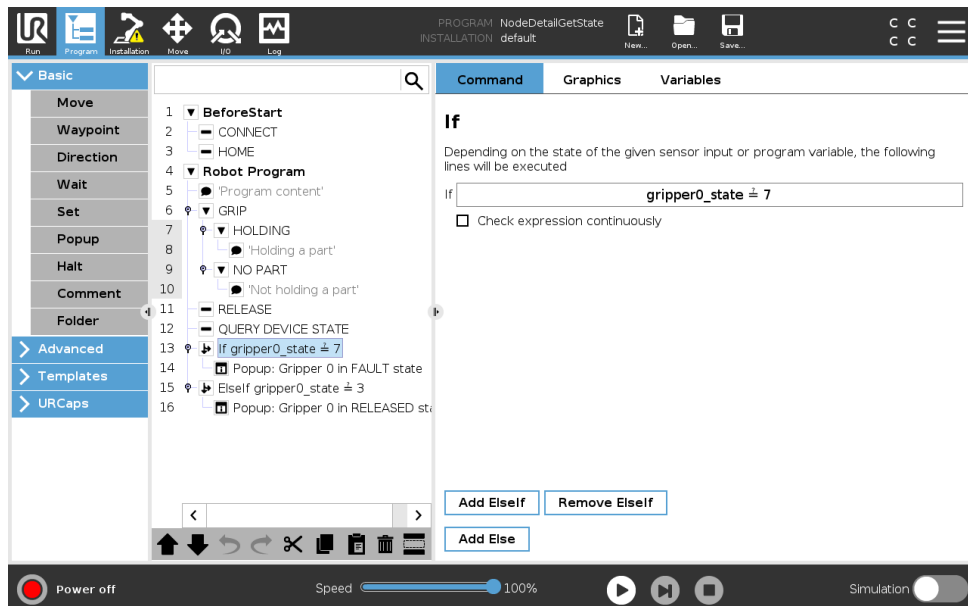 PROGRAM NodeDetailGetState
INSTALLATION default
UR
Run
Program
Installation
Move
I/O
Log
New...
Open...
Save...
C C
C C
Basic
Move
Waypoint
Direction
Wait
Set
Popup
Halt
Comment
Folder
Advanced
Templates
URCaps
1 BeforeStart
2 CONNECT
3 HOME
4 Robot Program
5 'Program content'
6 GRIP
7 HOLDING
8 'Holding a part'
9 NO PART
10 'Not holding a part'
11 RELEASE
12 QUERY DEVICE STATE
13 If gripper0_state ≟ 7
14 Popup: Gripper 0 in FAULT state
15 ElseIf gripper0_state ≟ 3
16 Popup: Gripper 0 in RELEASED sta
Command
Graphics
Variables
If
Depending on the state of the given sensor input or program variable, the following
lines will be executed
If gripper0_state ≟ 7
Check expression continuously
Add ElseIf
Remove ElseIf
Add Else
Power off
Speed
100%
Simulation